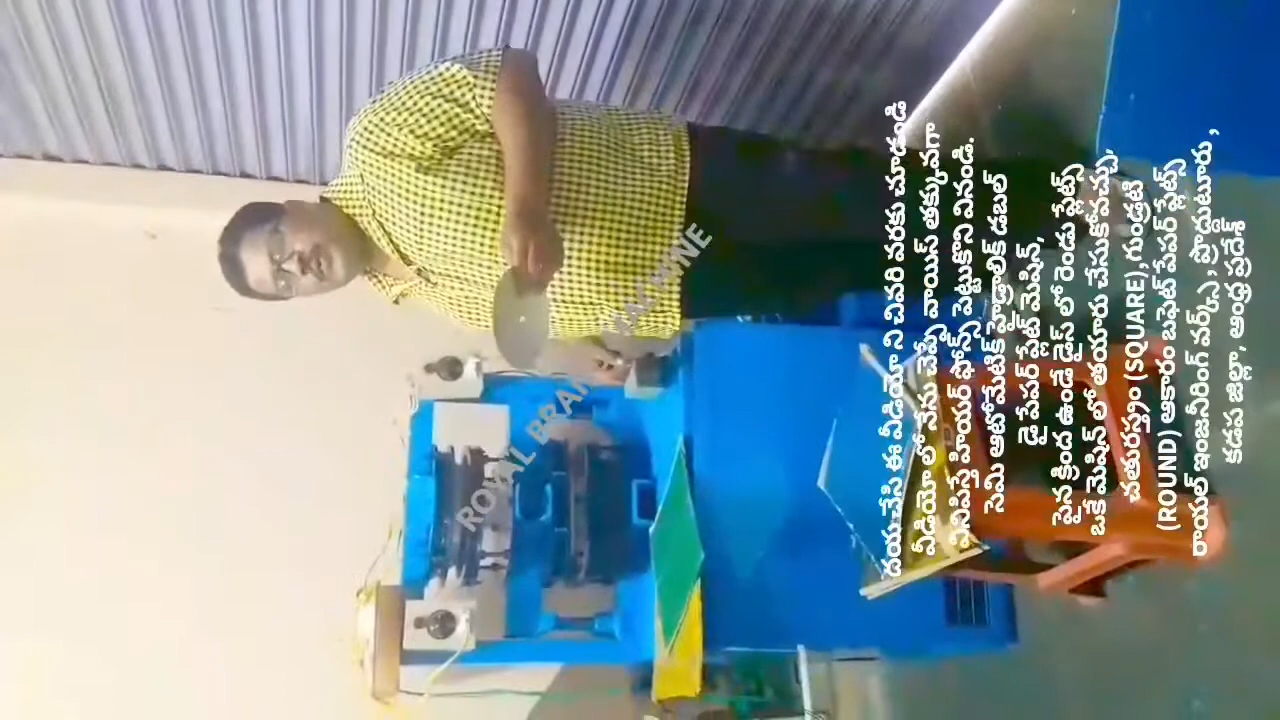 దయచేసి ఈ వీడియో ని చివరి వరకు చూడండి
వీడియో లో నేను చెప్పే వాయిస్ తక్కువగా
వినిపిస్తే హియర్ ఫోన్స్ పెట్టుకొని వినండి.
సెమి ఆటోమేటిక్ హైడ్రాలిక్ డబల్
డై పేపర్ ప్లేట్ మెషిన్,
పైన క్రింద ఉండే డైస్ లో రెండు ప్లేట్స్
ఒకే మెషిన్ లో తయారు చేసుకోవచ్చు,
చతురస్రం (SQUARE), గుండ్రటి
(ROUND) ఆకారం బఫెట్ పేపర్ ప్లేట్స్
రాయల్ ఇంజనీరింగ్ వర్క్స్, ప్రొద్దుటూరు,
కడప జిల్లా, ఆంధ్ర ప్రదేశ్
ROYAL BRAND MACHINE